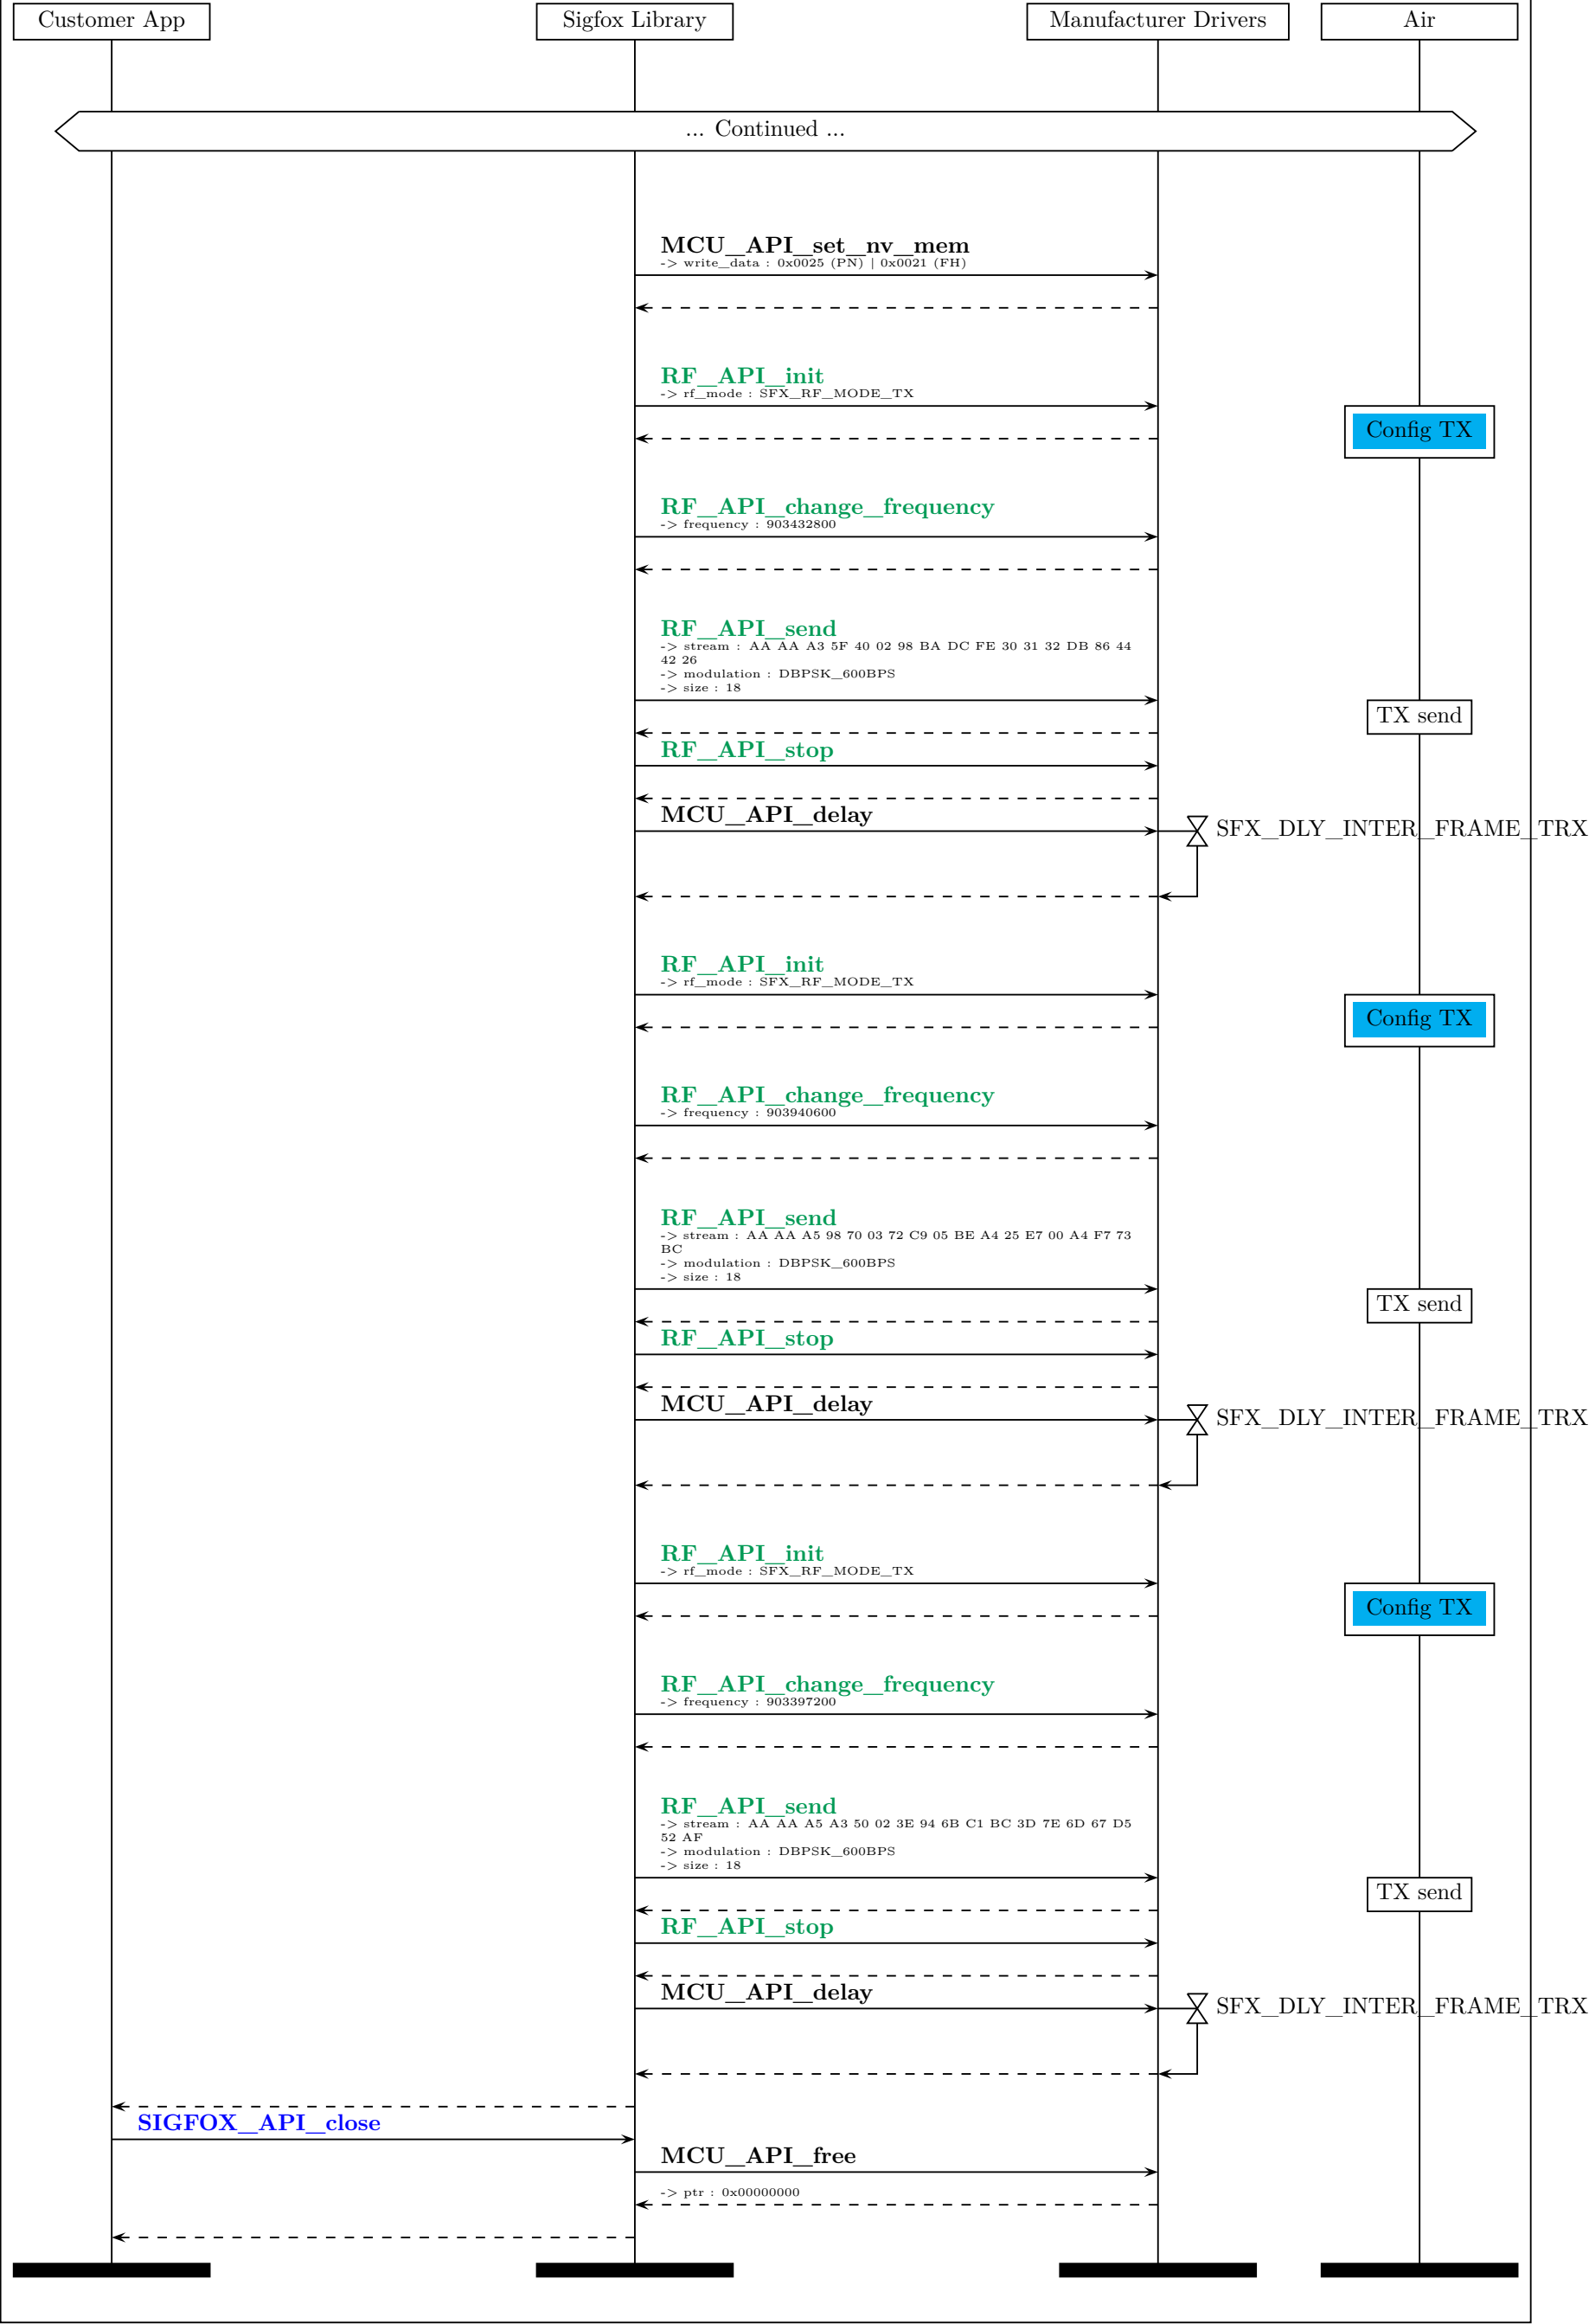 Customer App
Sigfox Library
Manufacturer Drivers
Air
... Continued ...
MCU_API_set_nv_mem
-> write_data : 0x0025 (PN) | 0x0021 (FH)
RF_API_init
-> rf_mode : SFX_RF_MODE_TX
Config TX
RF_API_change_frequency
-> frequency : 903432800
RF_API_send
-> stream : AA AA A3 5F 40 02 98 BA DC FE 30 31 32 DB 86 44
42 26
-> modulation : DBPSK_600BPS
-> size : 18
TX send
RF_API_stop
MCU_API_delay
SFX_DLY_INTER_FRAME_TRX
RF_API_init
-> rf_mode : SFX_RF_MODE_TX
Config TX
RF_API_change_frequency
-> frequency : 903940600
RF_API_send
-> stream : AA AA A5 98 70 03 72 C9 05 BE A4 25 E7 00 A4 F7 73
BC
-> modulation : DBPSK_600BPS
-> size : 18
TX send
RF_API_stop
MCU_API_delay
SFX_DLY_INTER_FRAME_TRX
RF_API_init
-> rf_mode : SFX_RF_MODE_TX
Config TX
RF_API_change_frequency
-> frequency : 903397200
RF_API_send
-> stream : AA AA A5 A3 50 02 3E 94 6B C1 BC 3D 7E 6D 67 D5
52 AF
-> modulation : DBPSK_600BPS
-> size : 18
TX send
RF_API_stop
MCU_API_delay
SFX_DLY_INTER_FRAME_TRX
SIGFOX_API_close
MCU_API_free
-> ptr : 0x00000000